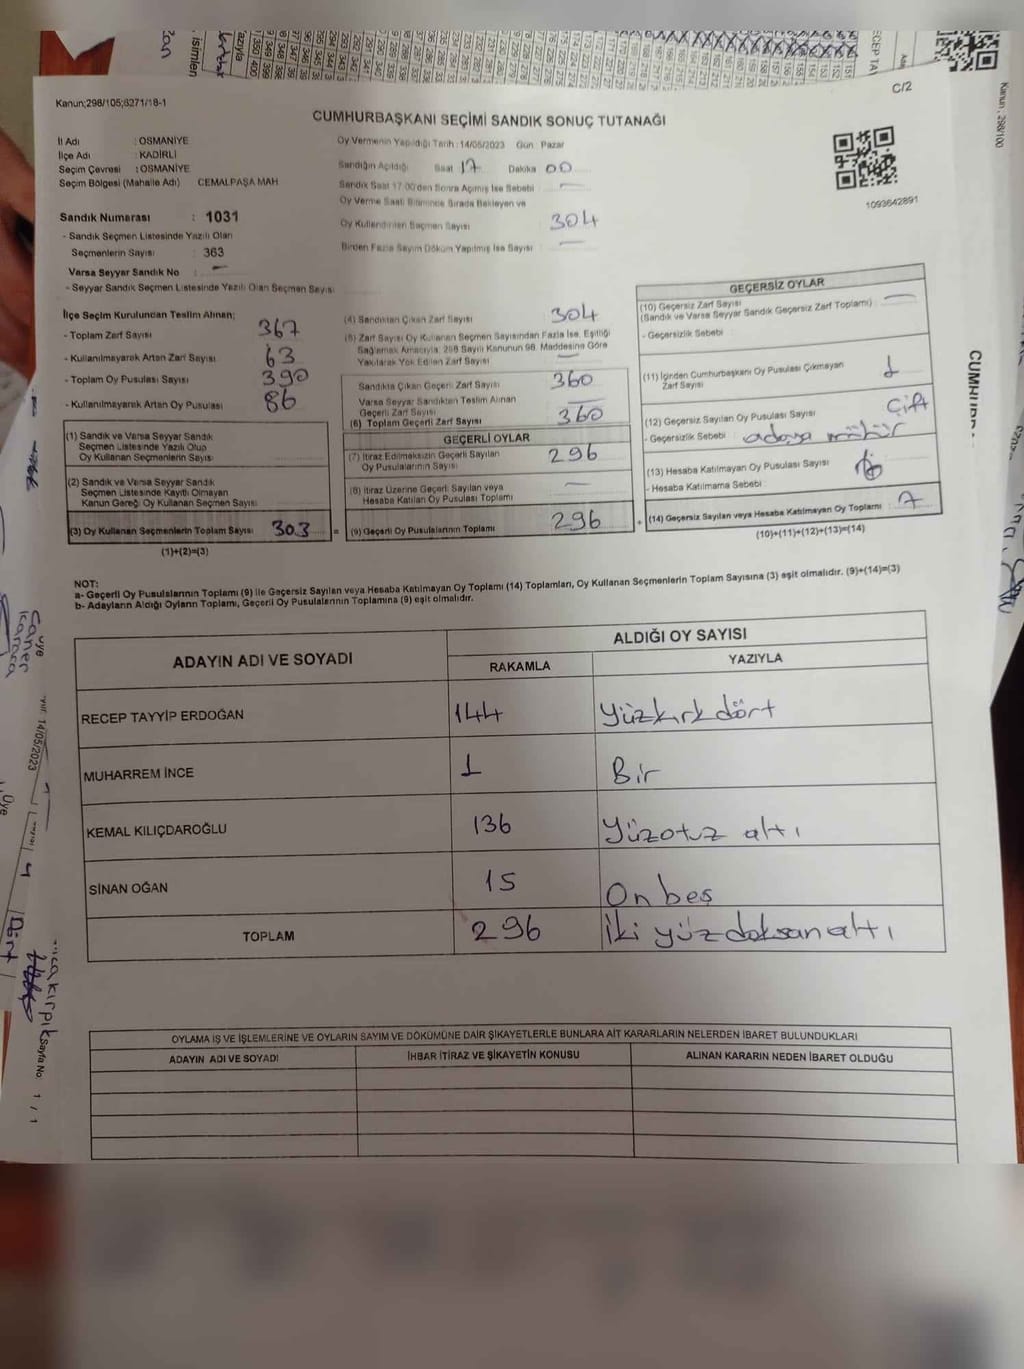 C/2
Kanun;298/105;6271/18-1
CUMHURBAŞKANI SEÇİMİ SANDIK SONUÇ TUTANAĞI
İl Adı : OSMANİYE
İlçe Adı : KADİRLİ
Seçim Çevresi : OSMANİYE
Seçim Bölgesi (Mahalle Adı) CEMALPAŞA MAH
Sandık Numarası : 1031
- Sandık Seçmen Listesinde Yazılı Olan
Seçmenlerin Sayısı : 363
Varsa Seyyar Sandık No : -
- Seyyar Sandık Seçmen Listesinde Yazılı Olan Seçmen Sayısı
Oy Vermenin Yapıldığı Tarih : 14/05/2023 Gün Pazar
Sandığın Açıldığı Saat 17 Dakika 00
Sandık Saat 17.00'den Sonra Açılmış İse Sebebi -
Oy Verme Saati Bitiminde Sırada Bekleyen ve
Oy Kullandırılan Seçmen Sayısı 304
Birden Fazla Sayım Döküm Yapılmış İse Sayısı -
1093642891
İlçe Seçim Kurulundan Teslim Alınan;
- Toplam Zarf Sayısı 367
- Kullanılmayarak Artan Zarf Sayısı 63
- Toplam Oy Pusulası Sayısı 390
- Kullanılmayarak Artan Oy Pusulası 86
(1) Sandık ve Varsa Seyyar Sandık
Seçmen Listesinde Yazılı Olup
Oy Kullanan Seçmenlerin Sayısı
(2) Sandık ve Varsa Seyyar Sandık
Seçmen Listesinde Kayıtlı Olmayan
Kanun Gereği Oy Kullanan Seçmen Sayısı
(3) Oy Kullanan Seçmenlerin Toplam Sayısı 303
(1)+(2)=(3)
(4) Sandıktan Çıkan Zarf Sayısı 304
(5) Zarf Sayısı Oy Kullanan Seçmen Sayısından Fazla İse, Eşitliği
Sağlamak Amacıyla, 298 Sayılı Kanunun 98. Maddesine Göre
Yakılarak Yok Edilen Zarf Sayısı -
Sandıkta Çıkan Geçerli Zarf Sayısı 360
Varsa Seyyar Sandıktan Teslim Alınan
Geçerli Zarf Sayısı -
(6) Toplam Geçerli Zarf Sayısı 360
GEÇERLİ OYLAR
(7) İtiraz Edilmeksizin Geçerli Sayılan
Oy Pusulalarının Sayısı 296
(8) İtiraz Üzerine Geçerli Sayılan veya
Hesaba Katılan Oy Pusulası Toplamı -
= (9) Geçerli Oy Pusulalarının Toplamı 296
GEÇERSİZ OYLAR
(10) Geçersiz Zarf Sayısı
(Sandık ve Varsa Seyyar Sandık Geçersiz Zarf Toplamı) -
- Geçersizlik Sebebi :
(11) İçinden Cumhurbaşkanı Oy Pusulası Çıkmayan
Zarf Sayısı 1
(12) Geçersiz Sayılan Oy Pusulası Sayısı Çift
- Geçersizlik Sebebi : adaya mühür
(13) Hesaba Katılmayan Oy Pusulası Sayısı
- Hesaba Katılmama Sebebi :
+ (14) Geçersiz Sayılan veya Hesaba Katılmayan Oy Toplamı : 7
(10)+(11)+(12)+(13)=(14)
NOT:
a- Geçerli Oy Pusulalarının Toplamı (9) ile Geçersiz Sayılan veya Hesaba Katılmayan Oy Toplamı (14) Toplamları, Oy Kullanan Seçmenlerin Toplam Sayısına (3) eşit olmalıdır. (9)+(14)=(3)
b- Adayların Aldığı Oyların Toplamı, Geçerli Oy Pusulalarının Toplamına (9) eşit olmalıdır.
ADAYIN ADI VE SOYADI
ALDIĞI OY SAYISI
RAKAMLA YAZIYLA
RECEP TAYYİP ERDOĞAN 144 yüzkırkdört
MUHARREM İNCE 1 Bir
KEMAL KILIÇDAROĞLU 136 yüzotuz altı
SİNAN OĞAN 15 On beş
TOPLAM 296 iki yüz doksan altı
OYLAMA İŞ VE İŞLEMLERİNE VE OYLARIN SAYIM VE DÖKÜMÜNE DAİR ŞİKAYETLERLE BUNLARA AİT KARARLARIN NELERDEN İBARET BULUNDUKLARI
ADAYIN ADI VE SOYADI İHBAR İTİRAZ VE ŞİKAYETİN KONUSU ALINAN KARARIN NEDEN İBARET OLDUĞU
Kanun : 298/100
14/05/2023
Üye
Sayfa No 1 / 1